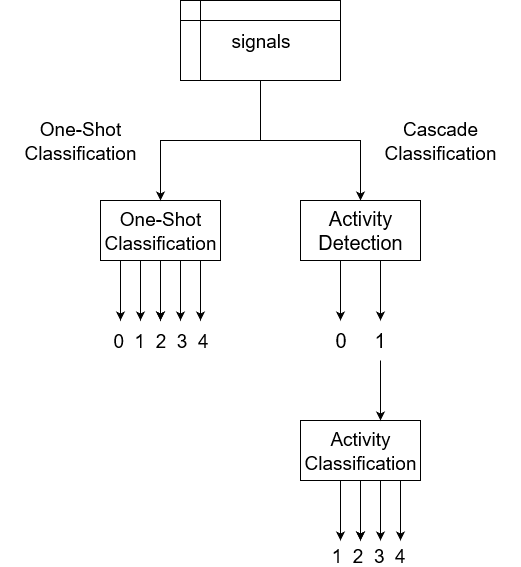 signals
One-Shot
Classification
Cascade
Classification
One-Shot
Classification
0 1 2 3 4
Activity
Detection
0 1
Activity
Classification
1 2 3 4